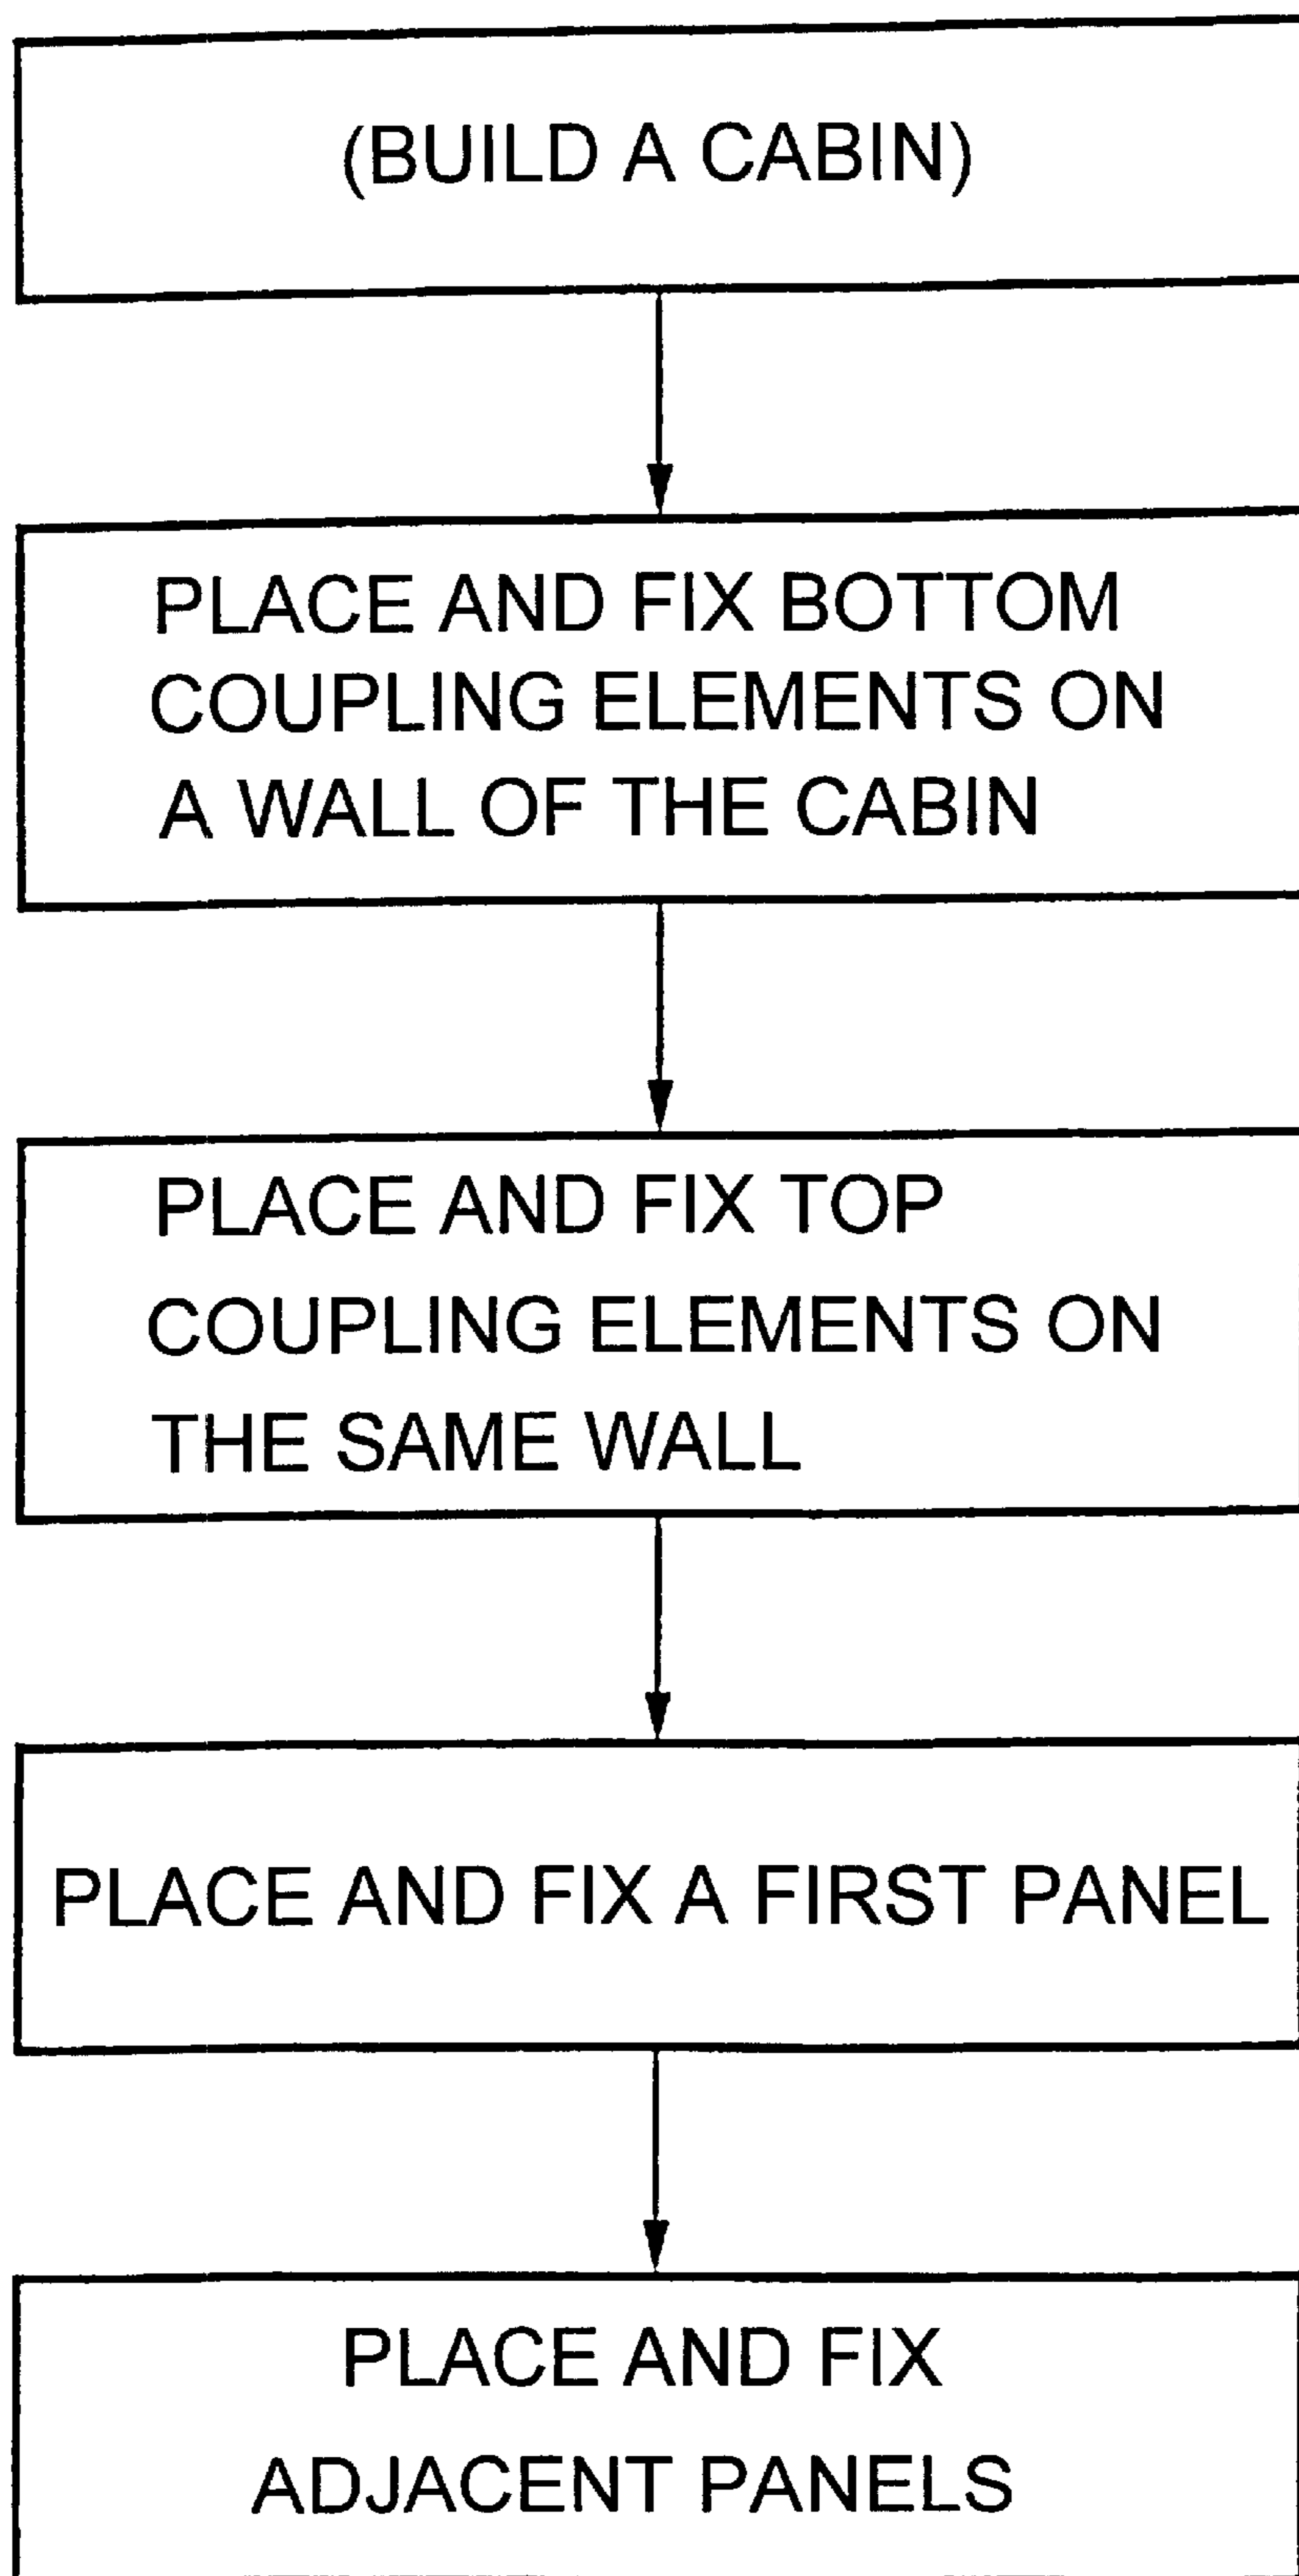 (BUILD A CABIN)
PLACE AND FIX BOTTOM
COUPLING ELEMENTS ON
A WALL OF THE CABIN
PLACE AND FIX TOP
COUPLING ELEMENTS ON
THE SAME WALL
PLACE AND FIX A FIRST PANEL
PLACE AND FIX
ADJACENT PANELS